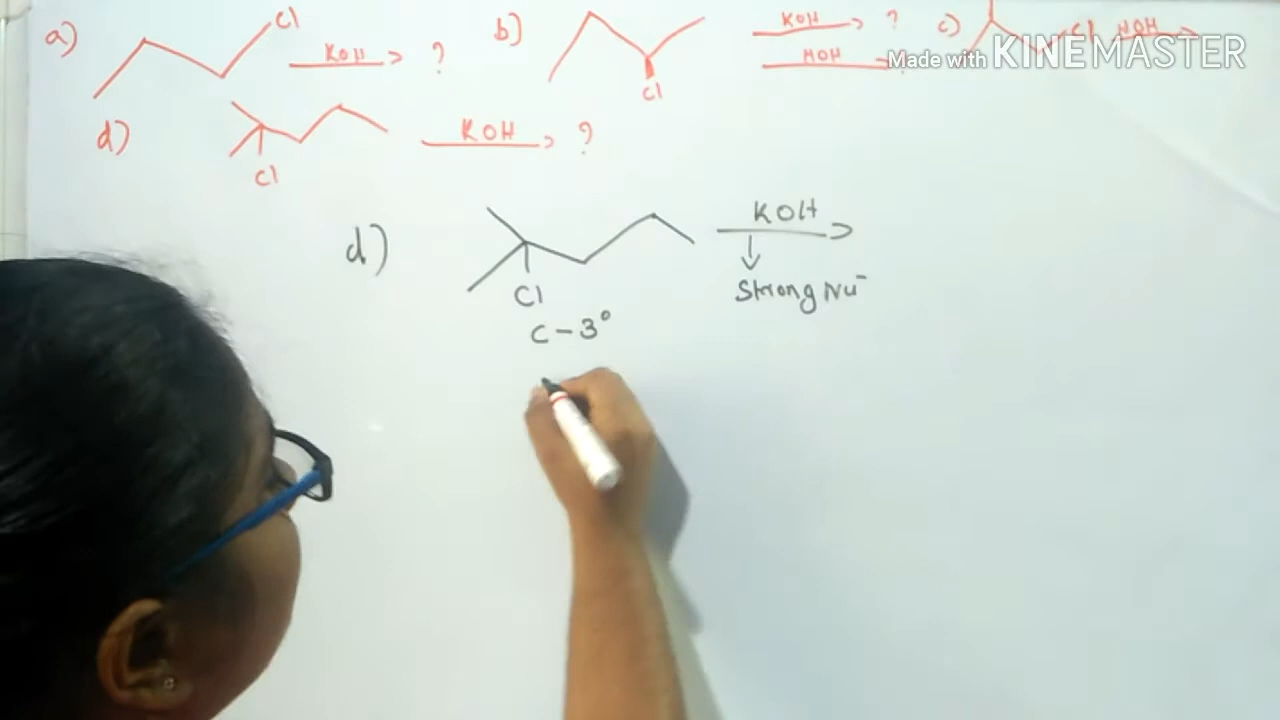 a) Cl KOH > ? b) Cl KOH > ? HOH > ? c) Cl HOH >
Made with KINEMASTER
d) Cl KOH > ?
d) Cl KOH >
Strong Nu⁻
C - 3°